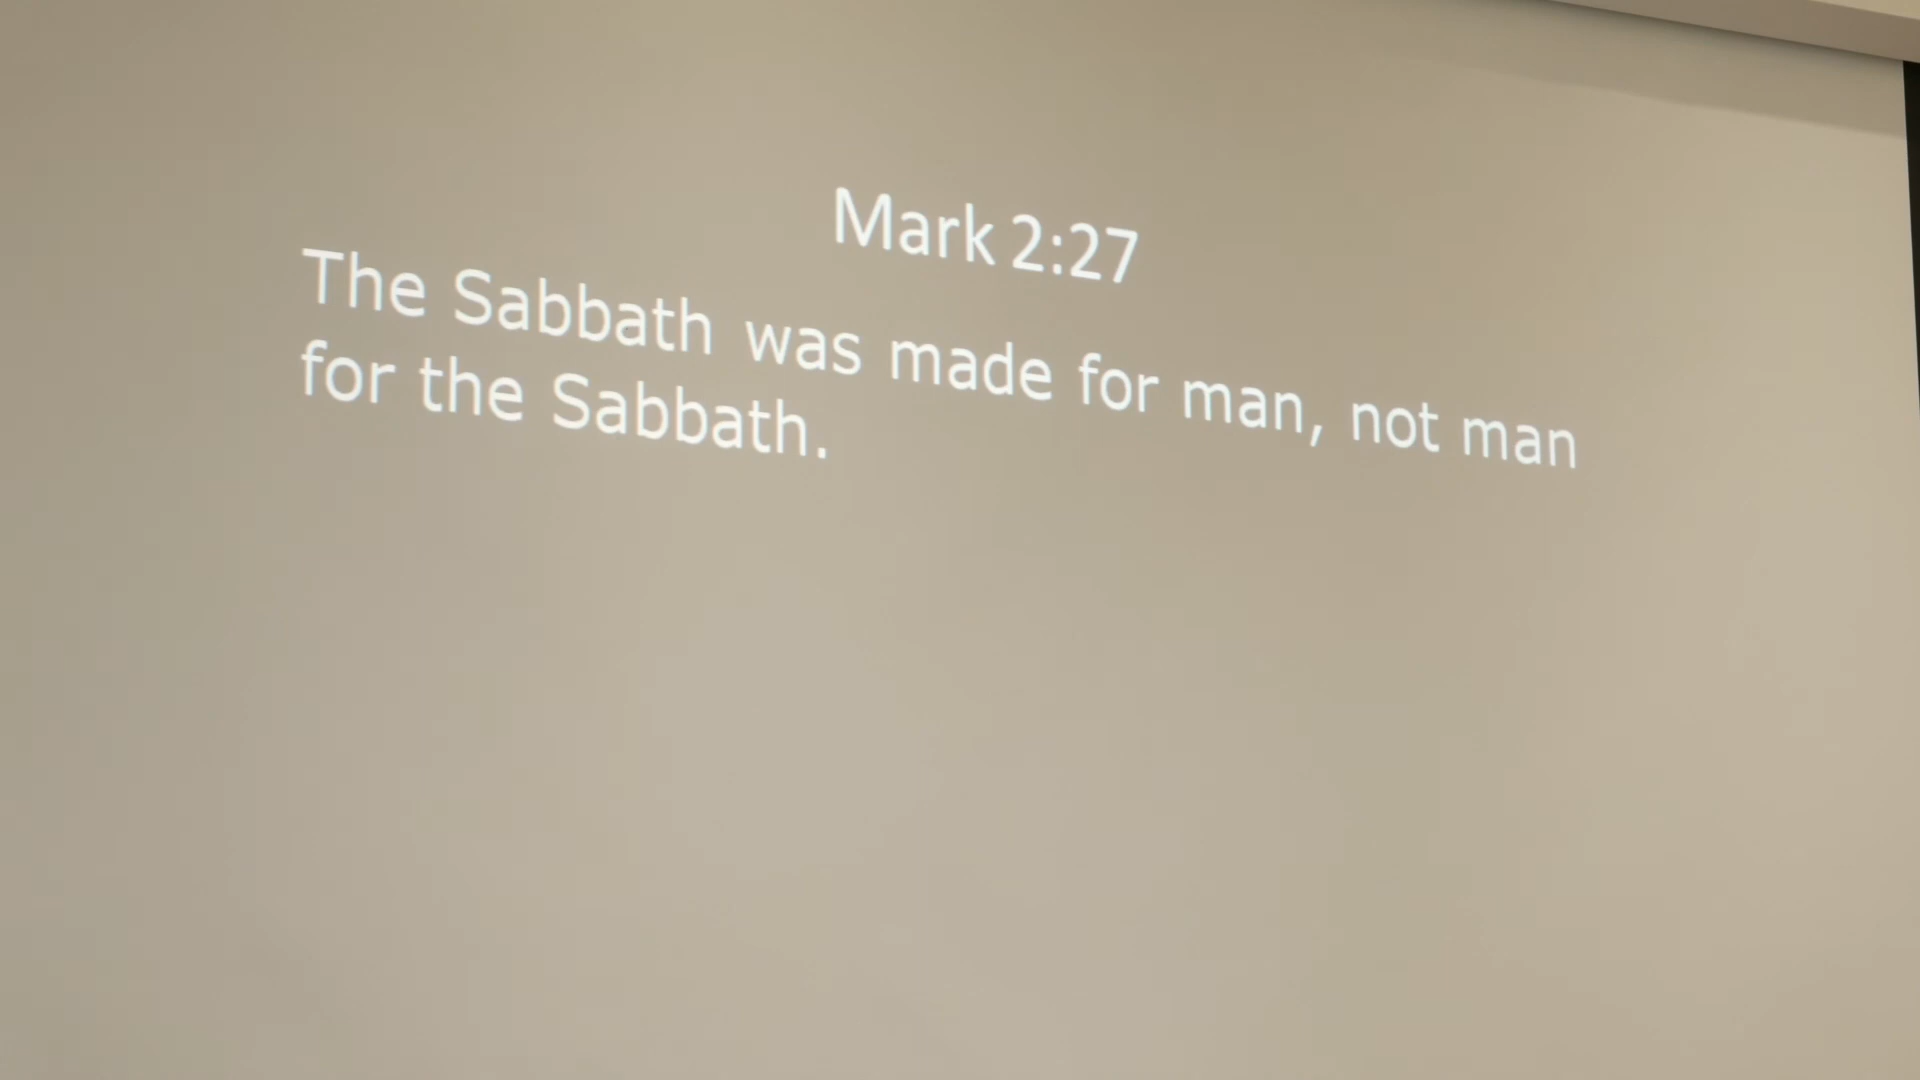 Mark 2:27
The Sabbath was made for man, not man
for the Sabbath.